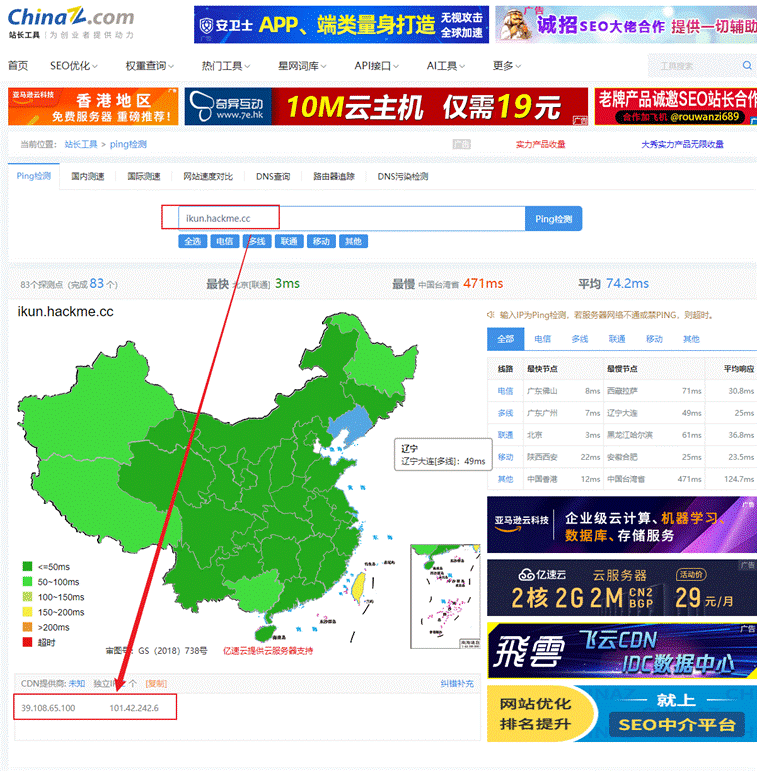 ChinaZ.com
站长工具 | 为创业者提供动力
安卫士 APP、端类量身打造 无视攻击 全球加速
广告
诚招SEO大佬合作 提供一切辅助
首页 SEO优化 权重查询 热门工具 星网词库 API接口 AI工具 更多
工具搜索
亚马逊云科技 香港地区 免费服务器 重磅推荐!
奇异互动 www.7e.hk 10M云主机 仅需19元 广告
老牌产品诚邀SEO站长合作
合作加飞机 @rouwanzi689
当前位置: 站长工具 > ping检测 广告 实力产品收量 大秀实力产品无限收量
Ping检测 国内测速 国际测速 网站速度对比 DNS查询 路由器追踪 DNS污染检测
ikun.hackme.cc Ping检测
全选 电信 多线 联通 移动 其他
83个探测点 (完成 83 个) 最快 北京[联通] 3ms 最慢 中国台湾省 471ms 平均 74.2ms
ikun.hackme.cc
输入IP为Ping检测,若服务器网络不通或禁PING,则超时。
全部 电信 多线 联通 移动 其他
线路 最快节点 最慢节点 平均响应
电信 广东佛山 8ms 西藏拉萨 71ms 30.8ms
多线 广东广州 7ms 辽宁大连 49ms 25ms
联通 北京 3ms 黑龙江哈尔滨 61ms 36.8ms
移动 陕西西安 22ms 安徽合肥 25ms 23.5ms
其他 中国香港 12ms 中国台湾省 471ms 124.7ms
辽宁
辽宁大连[多线]:49ms
<=50ms
50~100ms
100~150ms
150~200ms
>200ms
超时
审图号:GS(2018)738号 亿速云提供云服务器支持
亚马逊云科技 企业级云计算、机器学习、数据库、存储服务
广告
亿速云 云服务器 活动价
2核2G2M CN2 BGP 29元/月
广告
飛雲 飞云CDN IDC数据中心
广告
CDN提供商: 未知 独立IP 个 [复制] 纠错补充
39.108.65.100 101.42.242.6
网站优化 排名提升
就上 SEO中介平台